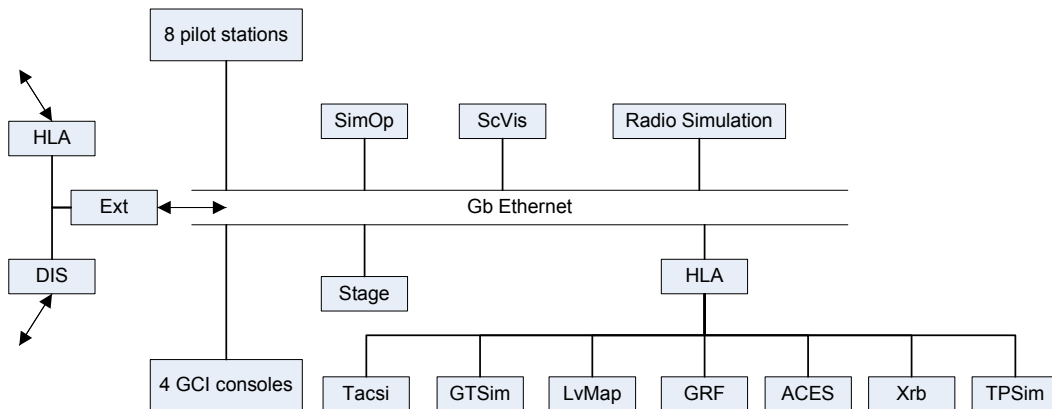 8 pilot stations
SimOp
ScVis
Radio Simulation
HLA
Ext
Gb Ethernet
DIS
Stage
HLA
4 GCI consoles
Tacsi
GTSim
LvMap
GRF
ACES
Xrb
TPSim